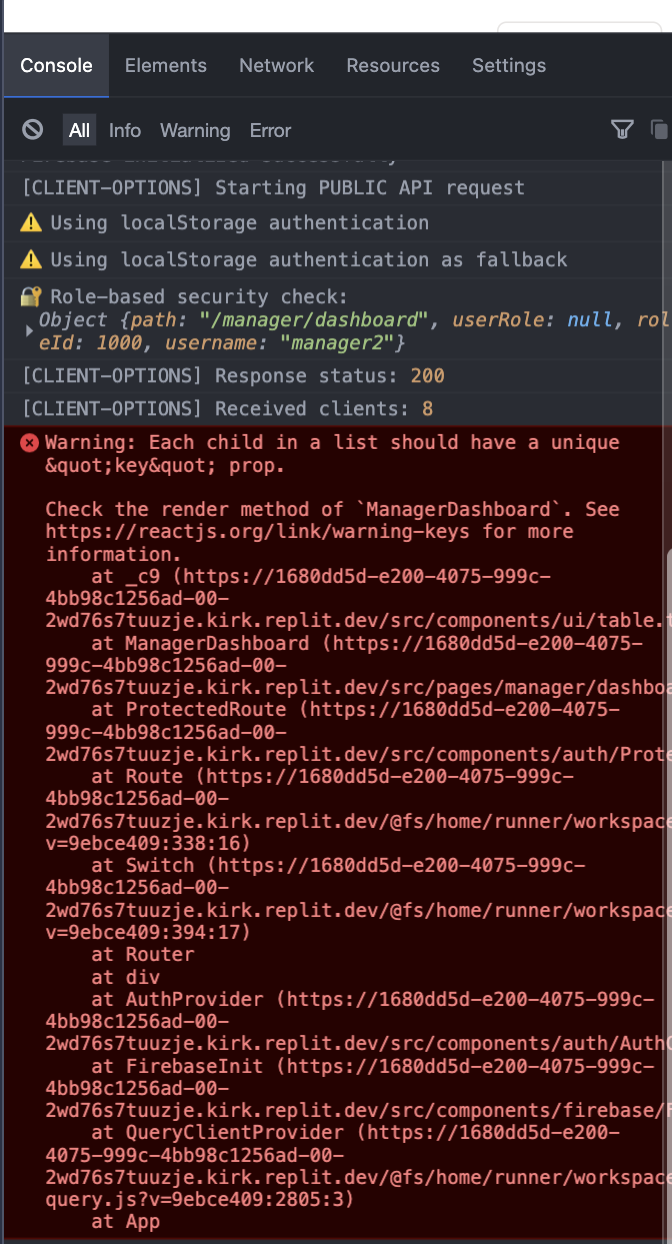 Console Elements Network Resources Settings
All Info Warning Error
[CLIENT-OPTIONS] Starting PUBLIC API request
⚠️ Using localStorage authentication
⚠️ Using localStorage authentication as fallback
🔐 Role-based security check:
Object {path: "/manager/dashboard", userRole: null, rol
eId: 1000, username: "manager2"}
[CLIENT-OPTIONS] Response status: 200
[CLIENT-OPTIONS] Received clients: 8
Warning: Each child in a list should have a unique
&quot;key&quot; prop.
Check the render method of `ManagerDashboard`. See
https://reactjs.org/link/warning-keys for more
information.
at _c9 (https://1680dd5d-e200-4075-999c-
4bb98c1256ad-00-
2wd76s7tuuzje.kirk.replit.dev/src/components/ui/table.t
at ManagerDashboard (https://1680dd5d-e200-4075-
999c-4bb98c1256ad-00-
2wd76s7tuuzje.kirk.replit.dev/src/pages/manager/dashboa
at ProtectedRoute (https://1680dd5d-e200-4075-
999c-4bb98c1256ad-00-
2wd76s7tuuzje.kirk.replit.dev/src/components/auth/Prote
at Route (https://1680dd5d-e200-4075-999c-
4bb98c1256ad-00-
2wd76s7tuuzje.kirk.replit.dev/@fs/home/runner/workspace
v=9ebce409:338:16)
at Switch (https://1680dd5d-e200-4075-999c-
4bb98c1256ad-00-
2wd76s7tuuzje.kirk.replit.dev/@fs/home/runner/workspace
v=9ebce409:394:17)
at Router
at div
at AuthProvider (https://1680dd5d-e200-4075-999c-
4bb98c1256ad-00-
2wd76s7tuuzje.kirk.replit.dev/src/components/auth/AuthC
at FirebaseInit (https://1680dd5d-e200-4075-999c-
4bb98c1256ad-00-
2wd76s7tuuzje.kirk.replit.dev/src/components/firebase/F
at QueryClientProvider (https://1680dd5d-e200-
4075-999c-4bb98c1256ad-00-
2wd76s7tuuzje.kirk.replit.dev/@fs/home/runner/workspace
query.js?v=9ebce409:2805:3)
at App